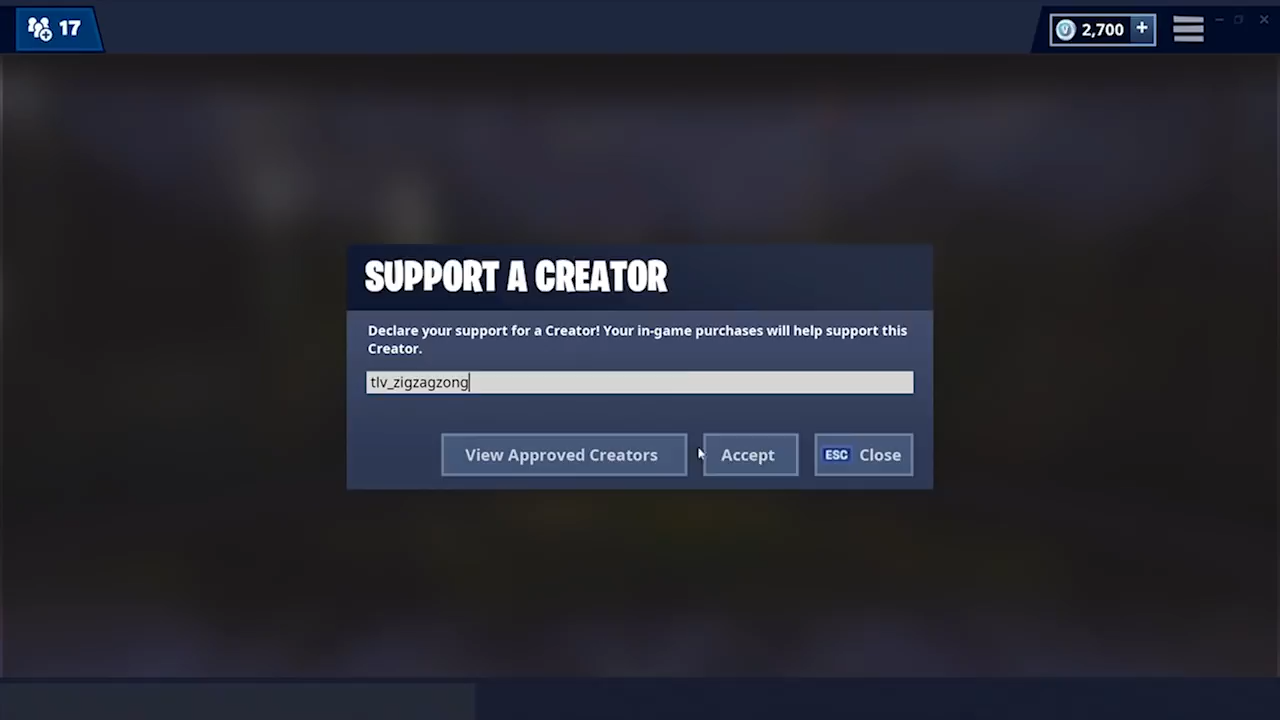 17
2,700 +
SUPPORT A CREATOR
Declare your support for a Creator! Your in-game purchases will help support this
Creator.
tlv_zigzagzong
View Approved Creators
Accept
ESC Close